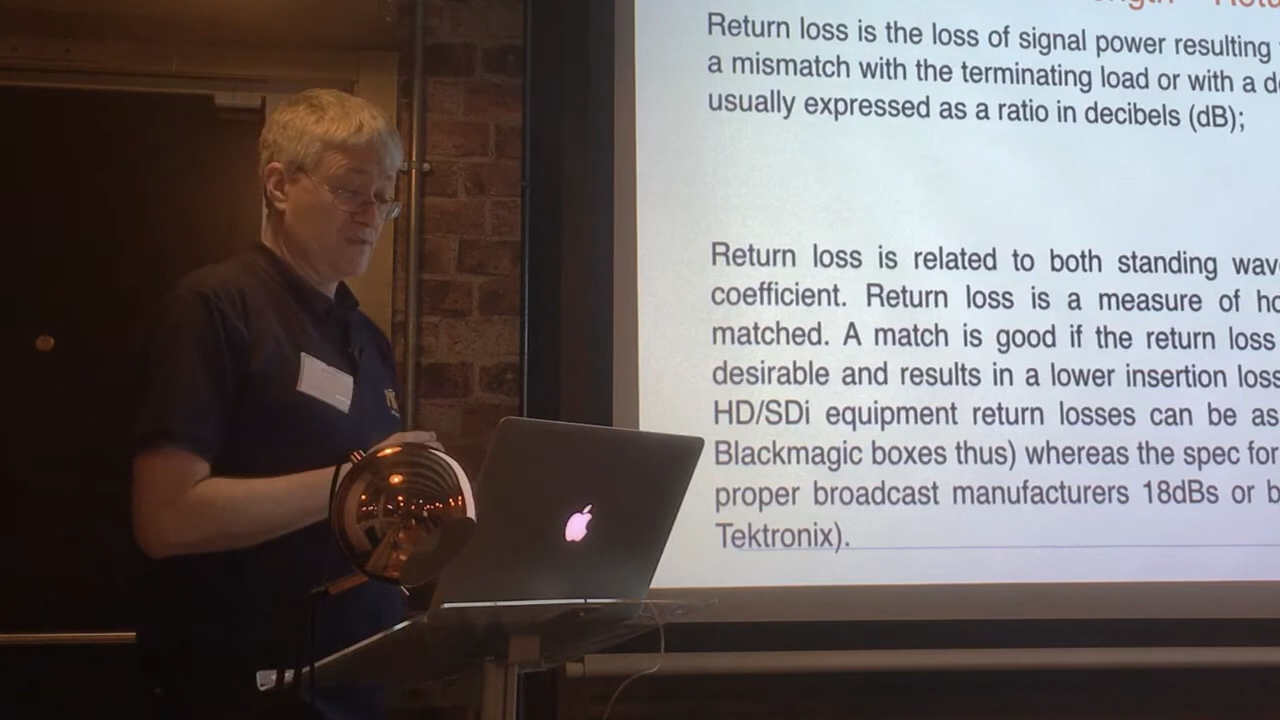 Return loss is the loss of signal power resulting
a mismatch with the terminating load or with a
usually expressed as a ratio in decibels (dB);
Return loss is related to both standing
coefficient. Return loss is a measure of
matched. A match is good if the return loss
desirable and results in a lower insertion loss
HD/SDi equipment return losses can be as
Blackmagic boxes thus) whereas the spec for
proper broadcast manufacturers 18dBs or
Tektronix).